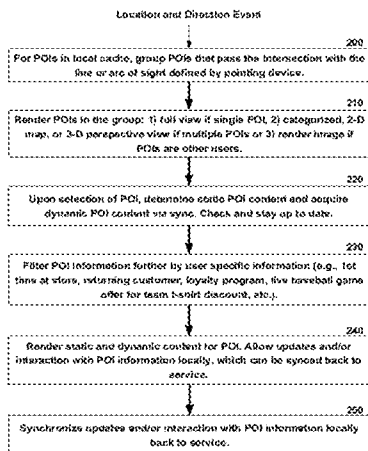 Location and Direction Event
200
For POIs in local cache, group POIs that pass the intersection with the
line or arc of sight defined by pointing device.
210
Render POIs in the group: 1) full view if single POI, 2) categorized, 2-D
map, or 3-D perspective view if multiple POIs or 3) render image if
POIs are other users.
220
Upon selection of POI, determine static POI content and acquire
dynamic POI content via sync. Check and stay up to date.
230
Filter POI information further by user specific information (e.g., 1st
time at store, returning customer, loyalty program, live baseball game
offer for team t-shirt discount, etc.).
240
Render static and dynamic content for POI. Allow updates and/or
interaction with POI information locally, which can be synced back to
service.
250
Synchronize updates and/or interaction with POI information locally
back to service.